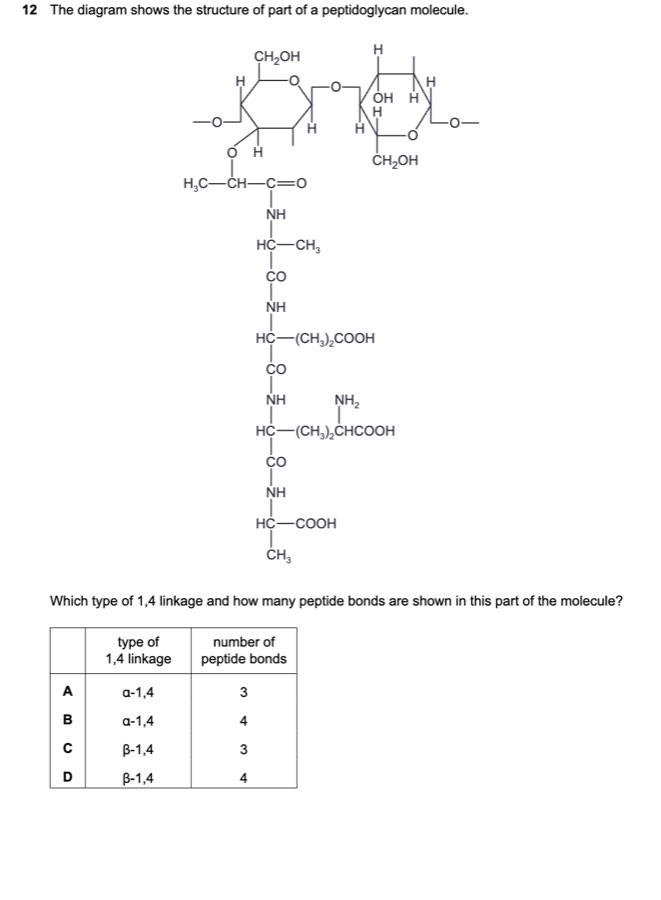 12 The diagram shows the structure of part of a peptidoglycan molecule.
CH₂OH H
H O O H
OH H
H
O H H O
O H O
CH₂OH
H₃C—CH—C=O
NH
HC—CH₃
CO
NH
HC—(CH₃)₂COOH
CO
NH NH₂
HC—(CH₃)₂CHCOOH
CO
NH
HC—COOH
CH₃
Which type of 1,4 linkage and how many peptide bonds are shown in this part of the molecule?
type of 1,4 linkage number of peptide bonds
A α-1,4 3
B α-1,4 4
C β-1,4 3
D β-1,4 4